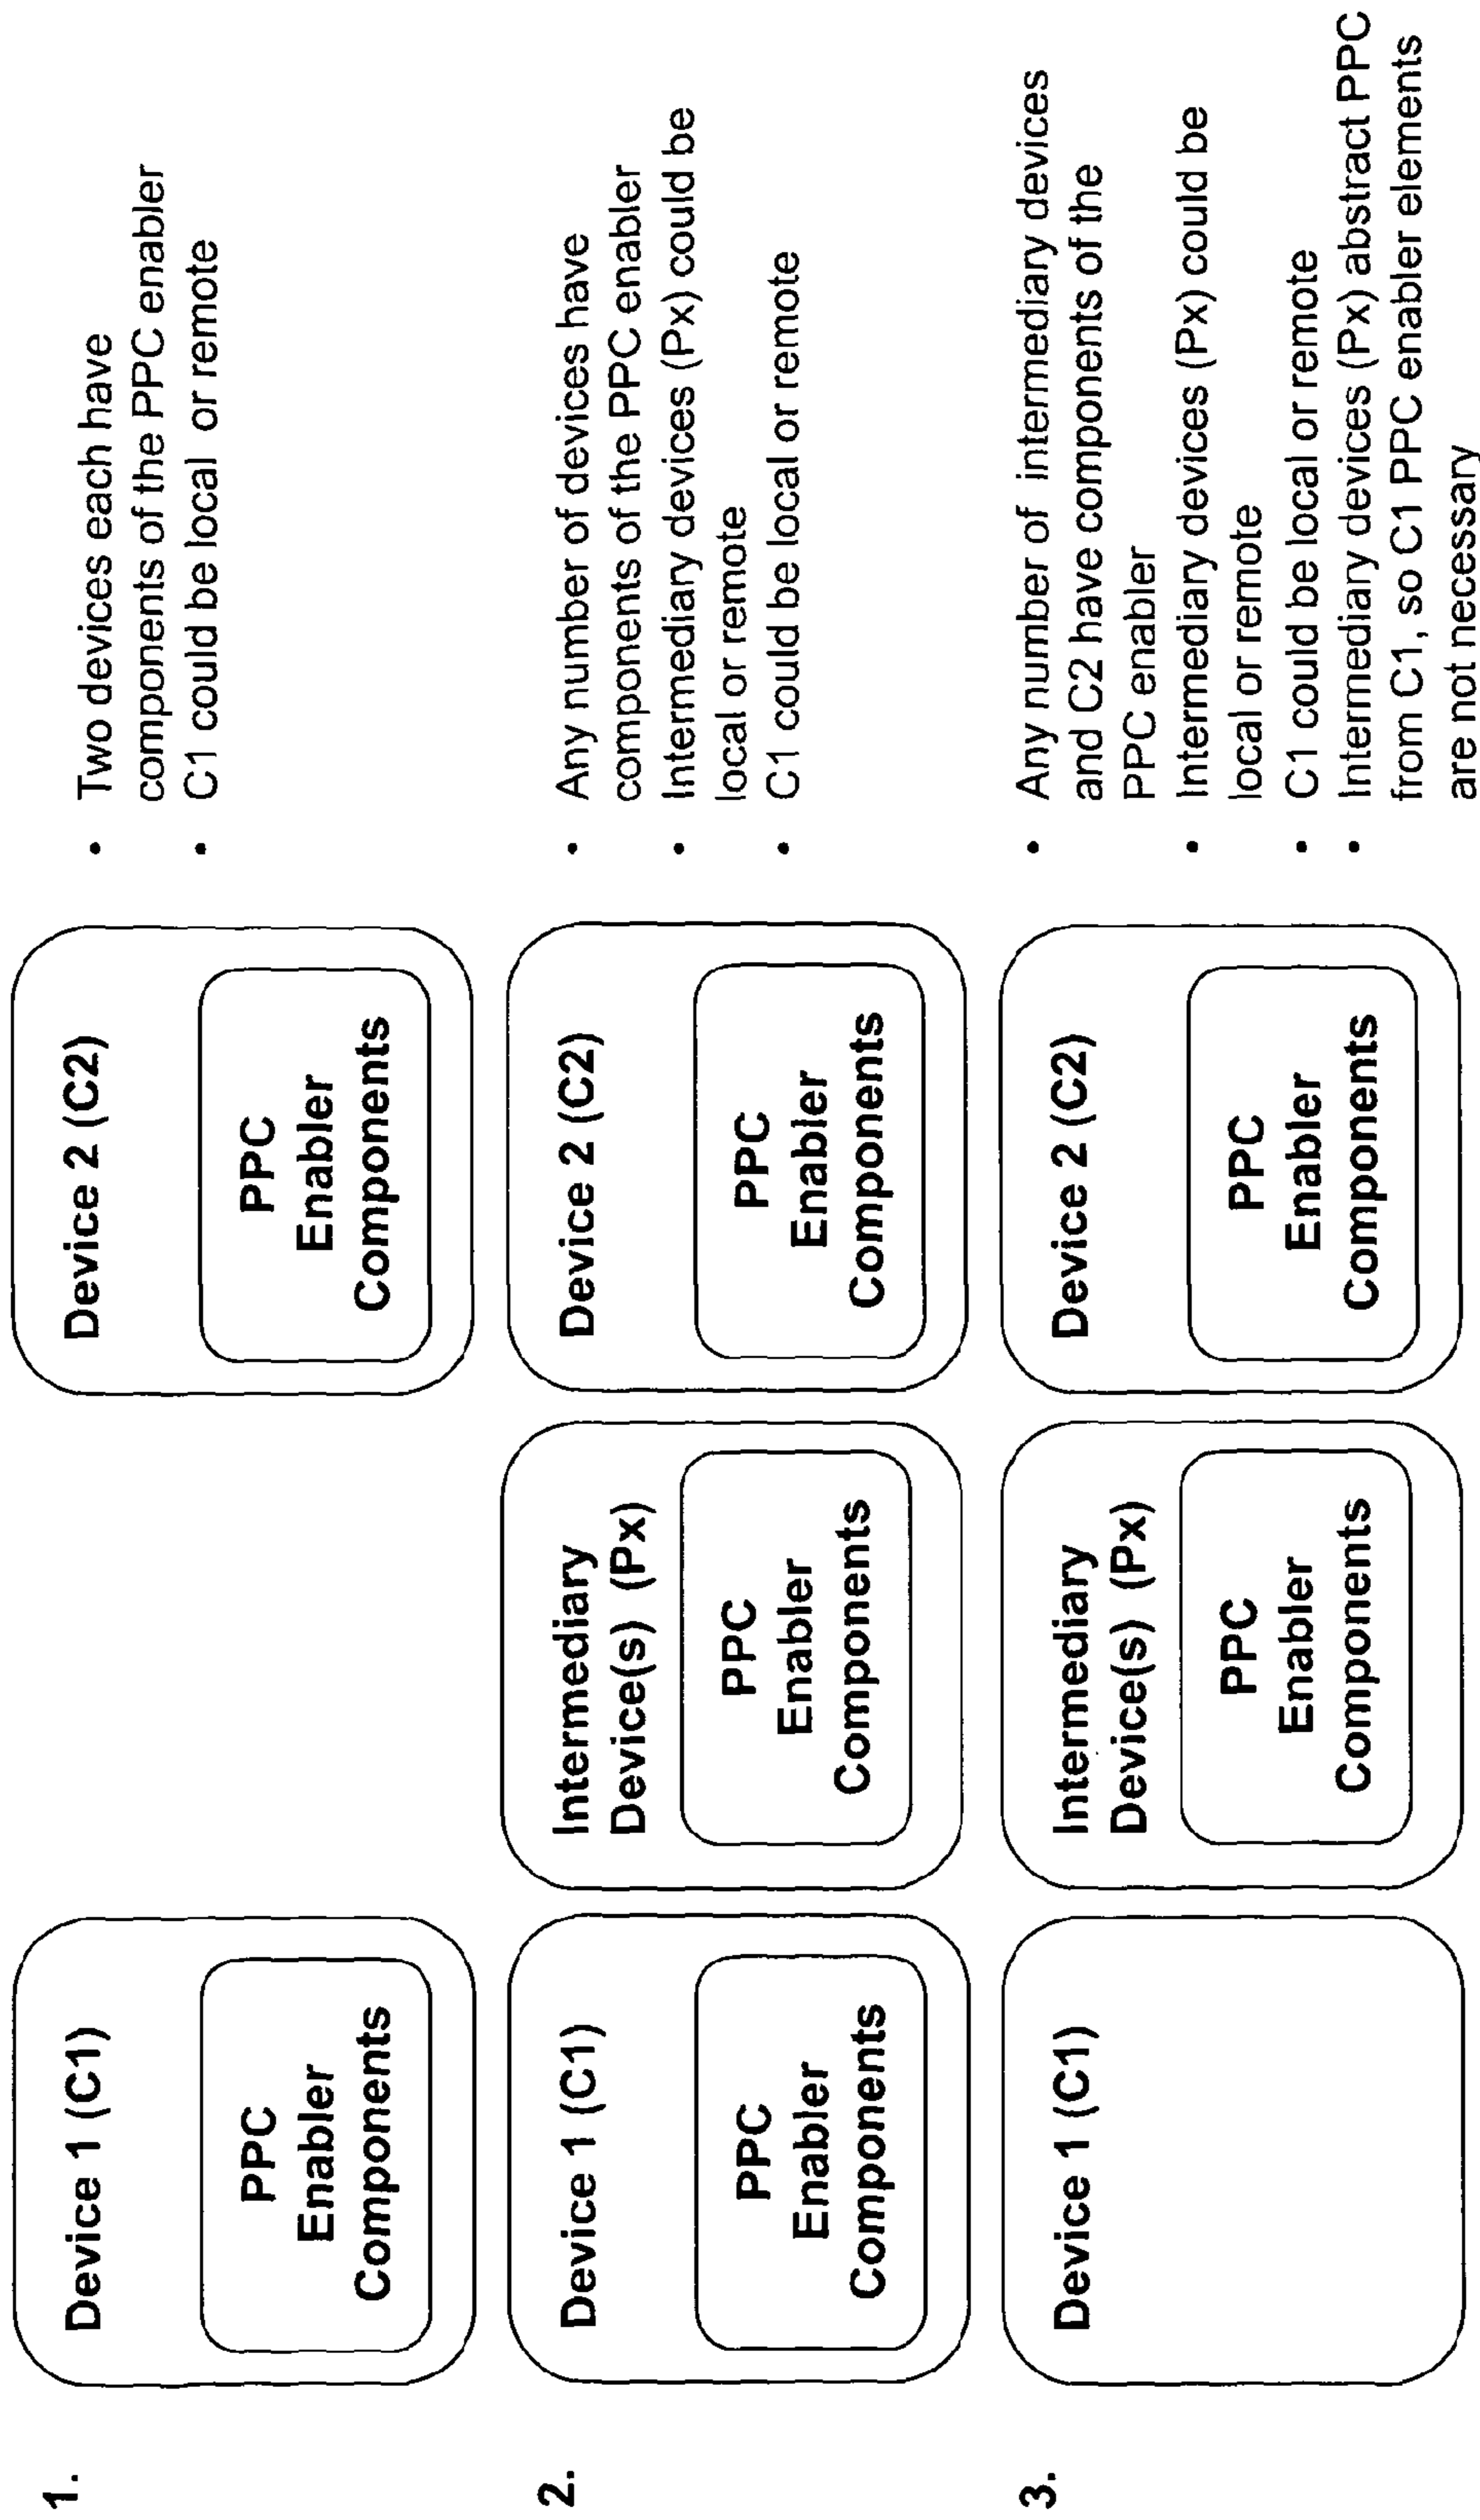 1.
Device 1 (C1)
PPC
Enabler
Components
Device 2 (C2)
PPC
Enabler
Components
• Two devices each have
components of the PPC enabler
• C1 could be local or remote
2.
Device 1 (C1)
PPC
Enabler
Components
Intermediary
Device(s) (Px)
PPC
Enabler
Components
Device 2 (C2)
PPC
Enabler
Components
• Any number of devices have
components of the PPC enabler
• Intermediary devices (Px) could be
local or remote
• C1 could be local or remote
3.
Device 1 (C1)
Intermediary
Device(s) (Px)
PPC
Enabler
Components
Device 2 (C2)
PPC
Enabler
Components
• Any number of intermediary devices
and C2 have components of the
PPC enabler
• Intermediary devices (Px) could be
local or remote
• C1 could be local or remote
• Intermediary devices (Px) abstract PPC
from C1, so C1 PPC enabler elements
are not necessary